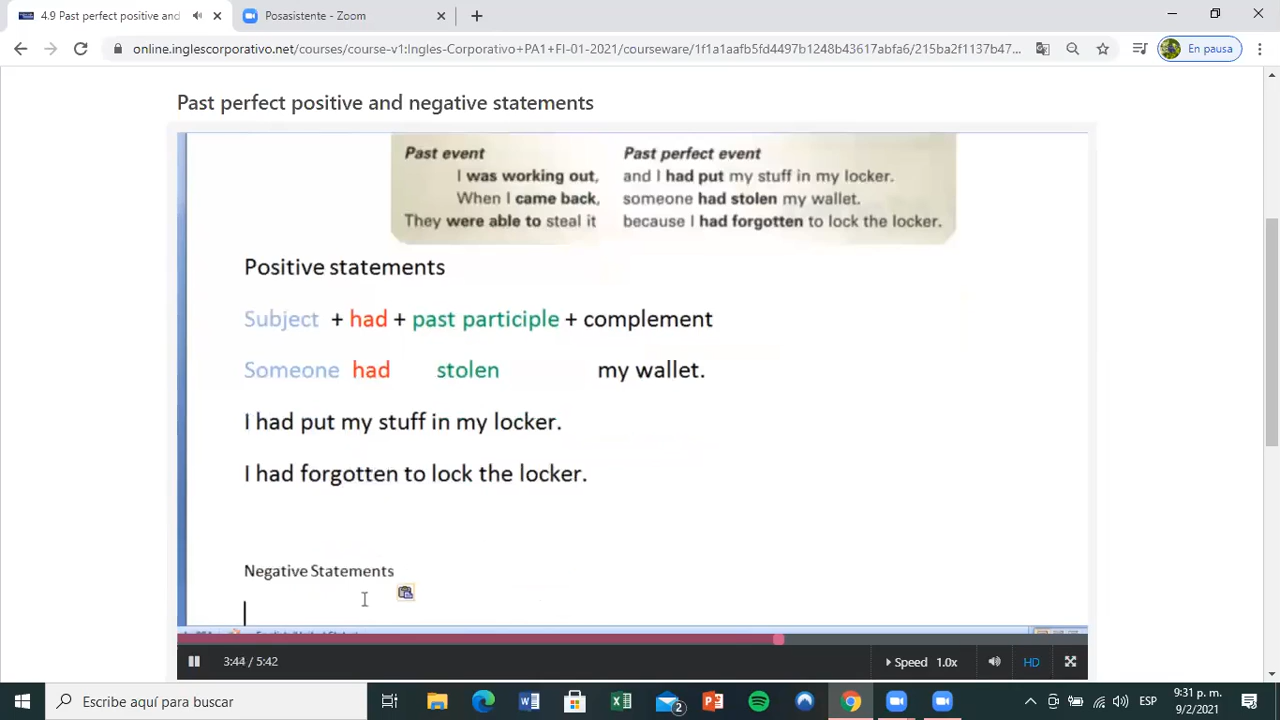 4.9 Past perfect positive and
Posasistente - Zoom
online.inglescorporativo.net/courses/course-v1:Ingles-Corporativo+PA1+FI-01-2021/courseware/1f1a1aafb5fd4497b1248b43617abfa6/215ba2f1137b47...
En pausa
Past perfect positive and negative statements
Past event Past perfect event
I was working out, and I had put my stuff in my locker.
When I came back, someone had stolen my wallet.
They were able to steal it because I had forgotten to lock the locker.
Positive statements
Subject + had + past participle + complement
Someone had stolen my wallet.
I had put my stuff in my locker.
I had forgotten to lock the locker.
Negative Statements
3:44 / 5:42
Speed 1.0x
HD
Escribe aquí para buscar
2
ESP
9:31 p. m.
9/2/2021